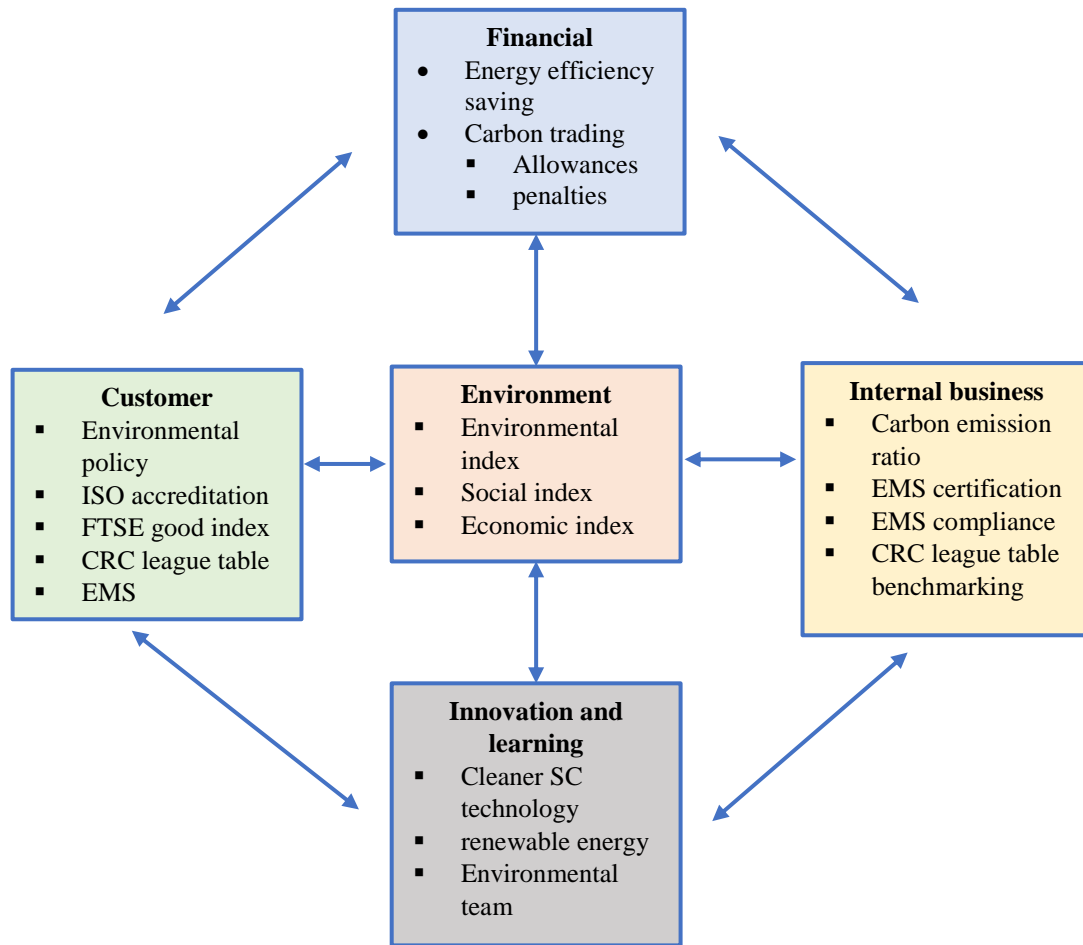 Financial
● Energy efficiency
saving
● Carbon trading
▪ Allowances
▪ penalties
Customer
▪ Environmental
policy
▪ ISO accreditation
▪ FTSE good index
▪ CRC league table
▪ EMS
Environment
▪ Environmental
index
▪ Social index
▪ Economic index
Internal business
▪ Carbon emission
ratio
▪ EMS certification
▪ EMS compliance
▪ CRC league table
benchmarking
Innovation and
learning
▪ Cleaner SC
technology
▪ renewable energy
▪ Environmental
team